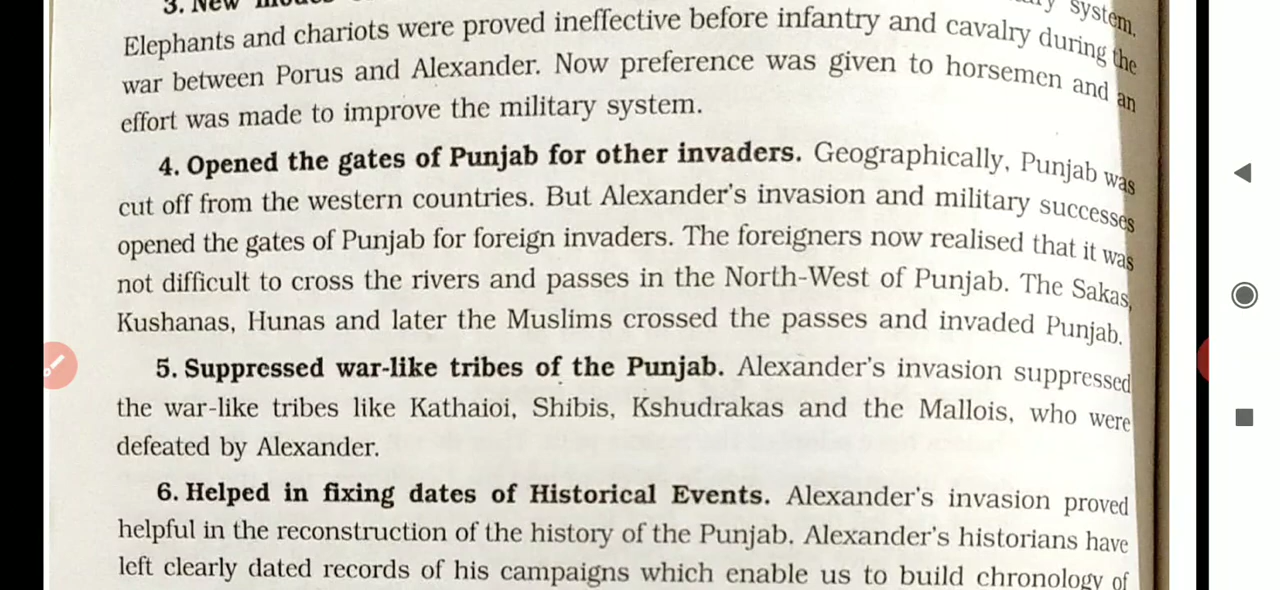 3. New
system.
Elephants and chariots were proved ineffective before infantry and cavalry during the
war between Porus and Alexander. Now preference was given to horsemen and an
effort was made to improve the military system.
4. Opened the gates of Punjab for other invaders. Geographically, Punjab was
cut off from the western countries. But Alexander's invasion and military successes
opened the gates of Punjab for foreign invaders. The foreigners now realised that it was
not difficult to cross the rivers and passes in the North-West of Punjab. The Sakas,
Kushanas, Hunas and later the Muslims crossed the passes and invaded Punjab.
5. Suppressed war-like tribes of the Punjab. Alexander's invasion suppressed
the war-like tribes like Kathaioi, Shibis, Kshudrakas and the Mallois, who were
defeated by Alexander.
6. Helped in fixing dates of Historical Events. Alexander's invasion proved
helpful in the reconstruction of the history of the Punjab. Alexander's historians have
left clearly dated records of his campaigns which enable us to build chronology of